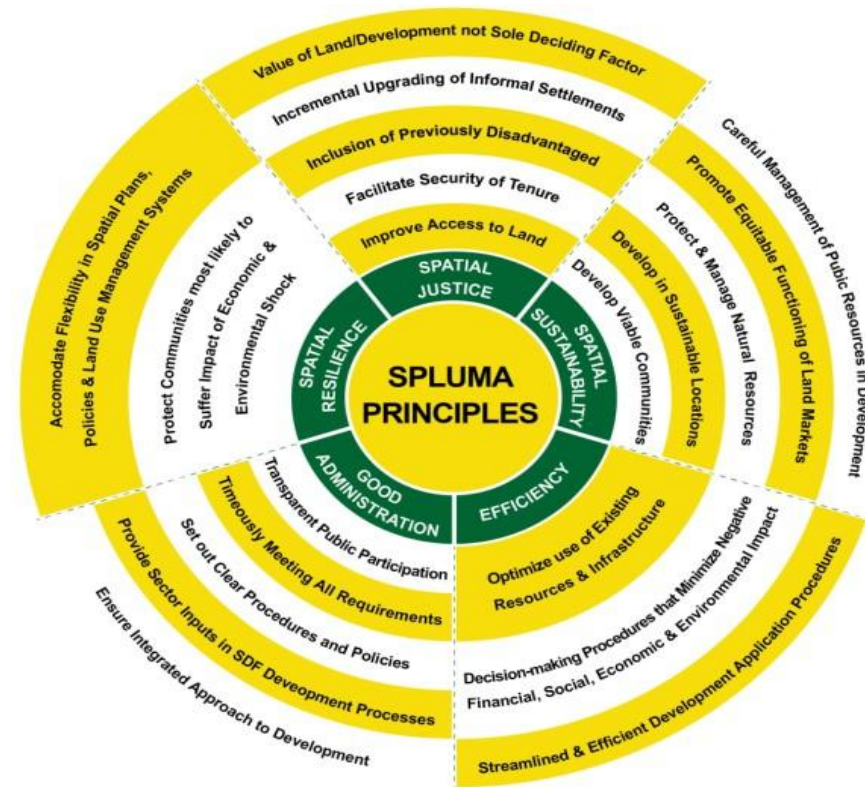 SPLUMA
PRINCIPLES
SPATIAL
JUSTICE
Improve Access to Land
Facilitate Security of Tenure
Inclusion of Previously Disadvantaged
Incremental Upgrading of Informal Settlements
Value of Land/Development not Sole Deciding Factor
SPATIAL
SUSTAINABILITY
Develop Viable Communities
Develop in Sustainable Locations
Protect & Manage Natural Resources
Promote Equitable Functioning of Land Markets
Careful Management of Pubic Resources in Development
EFFICIENCY
Optimize use of Existing
Resources & Infrastructure
Decision-making Procedures that Minimize Negative
Financial, Social, Economic & Environmental Impact
Streamlined & Efficient Development Application Procedures
GOOD
ADMINISTRATION
Transparent Public Participation
Timeously Meeting All Requirements
Set out Clear Procedures and Policies
Provide Sector Inputs in SDF Deveopment Processes
Ensure Integrated Approach to Development
SPATIAL
RESILIENCE
Accomodate Flexibility in Spatial Plans,
Policies & Land Use Management Systems
Protect Communities most likely to
Suffer Impact of Economic &
Environmental Shock